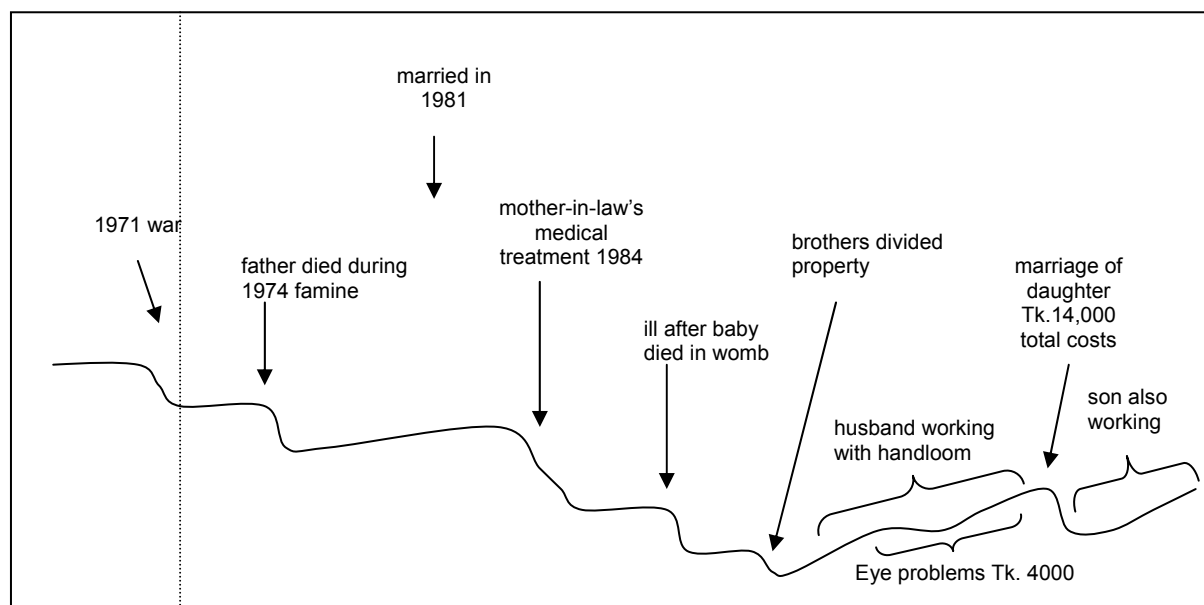 married in
1981
1971 war
father died during
1974 famine
mother-in-law's
medical
treatment 1984
ill after baby
died in womb
brothers divided
property
husband working
with handloom
Eye problems Tk. 4000
marriage of
daughter
Tk.14,000
total costs
son also
working